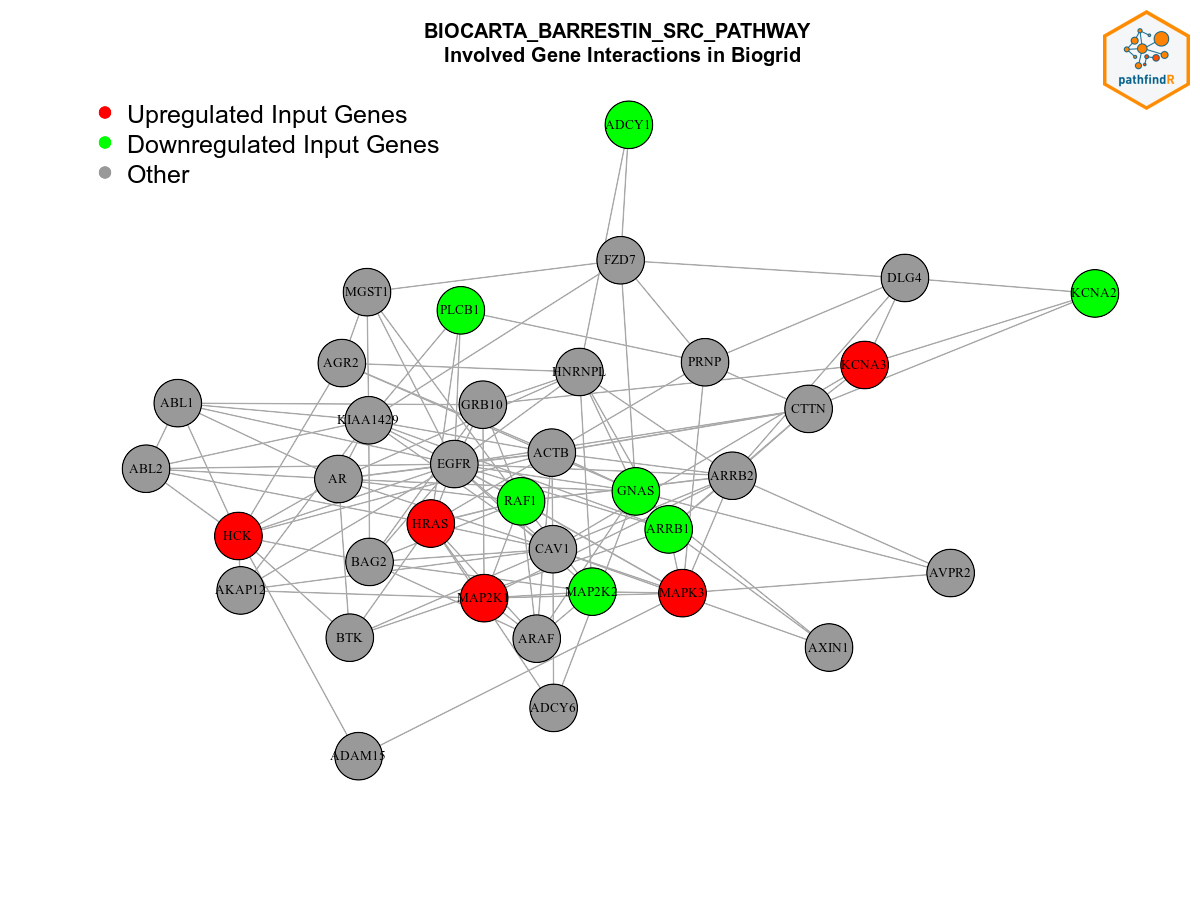 BIOCARTA_BARRESTIN_SRC_PATHWAY
Involved Gene Interactions in Biogrid
pathfindR
Upregulated Input Genes
Downregulated Input Genes
Other
ADCY1
FZD7
DLG4
MGST1
KCNA2
PLCB1
AGR2
HNRNPL
PRNP
KCNA3
ABL1
GRB10
CTTN
KIAA1429
ACTB
ABL2
EGFR
AR
ARRB2
RAF1
GNAS
HRAS
ARRB1
HCK
CAV1
BAG2
AVPR2
AKAP12
MAP2K
MAP2K2
MAPK3
BTK
ARAF
AXIN1
ADCY6
ADAM15